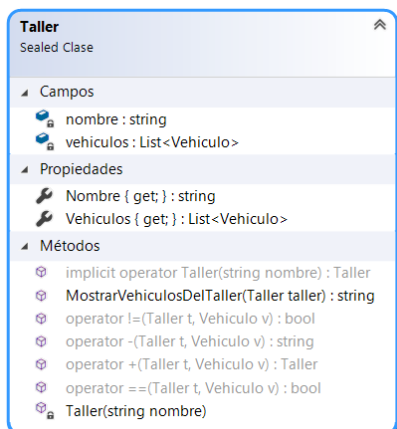 Taller
Sealed Clase
Campos
nombre : string
vehiculos : List<Vehiculo>
Propiedades
Nombre { get; } : string
Vehiculos { get; } : List<Vehiculo>
Métodos
implicit operator Taller(string nombre) : Taller
MostrarVehiculosDelTaller(Taller taller) : string
operator !=(Taller t, Vehiculo v) : bool
operator -(Taller t, Vehiculo v) : string
operator +(Taller t, Vehiculo v) : Taller
operator ==(Taller t, Vehiculo v) : bool
Taller(string nombre)